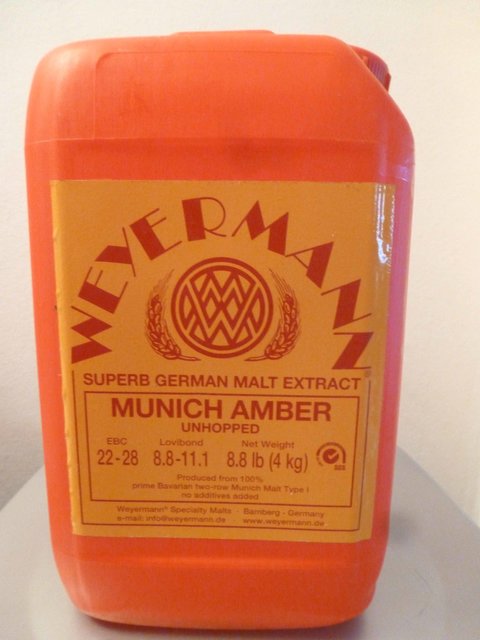 WEYERMANN
SUPERB GERMAN MALT EXTRACT
MUNICH AMBER
UNHOPPED
EBC Lovibond Net Weight
22-28 8.8-11.1 8.8 lb (4 kg)
Produced from 100%
prime Bavarian two-row Munich Malt Type I
no additives added
Weyermann® Specialty Malts · Bamberg - Germany
e-mail: info@weyermann.de www.weyermann.de